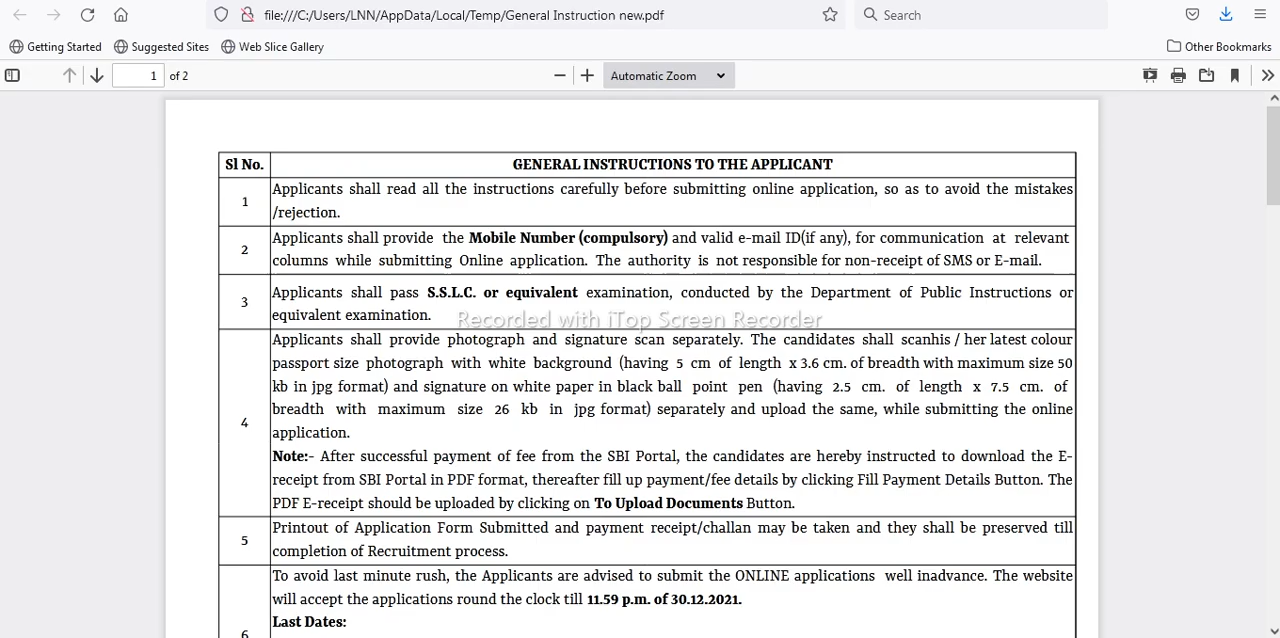 file:///C:/Users/LNN/AppData/Local/Temp/General Instruction new.pdf
Search
Getting Started
Suggested Sites
Web Slice Gallery
Other Bookmarks
1 of 2
Automatic Zoom
Sl No. GENERAL INSTRUCTIONS TO THE APPLICANT
1
Applicants shall read all the instructions carefully before submitting online application, so as to avoid the mistakes
/rejection.
2
Applicants shall provide the Mobile Number (compulsory) and valid e-mail ID(if any), for communication at relevant
columns while submitting Online application. The authority is not responsible for non-receipt of SMS or E-mail.
3
Applicants shall pass S.S.L.C. or equivalent examination, conducted by the Department of Public Instructions or
equivalent examination.
Recorded with iTop Screen Recorder
4
Applicants shall provide photograph and signature scan separately. The candidates shall scanhis / her latest colour
passport size photograph with white background (having 5 cm of length x 3.6 cm. of breadth with maximum size 50
kb in jpg format) and signature on white paper in black ball point pen (having 2.5 cm. of length x 7.5 cm. of
breadth with maximum size 26 kb in jpg format) separately and upload the same, while submitting the online
application.
Note:- After successful payment of fee from the SBI Portal, the candidates are hereby instructed to download the E-
receipt from SBI Portal in PDF format, thereafter fill up payment/fee details by clicking Fill Payment Details Button. The
PDF E-receipt should be uploaded by clicking on To Upload Documents Button.
5
Printout of Application Form Submitted and payment receipt/challan may be taken and they shall be preserved till
completion of Recruitment process.
6
To avoid last minute rush, the Applicants are advised to submit the ONLINE applications well inadvance. The website
will accept the applications round the clock till 11.59 p.m. of 30.12.2021.
Last Dates: